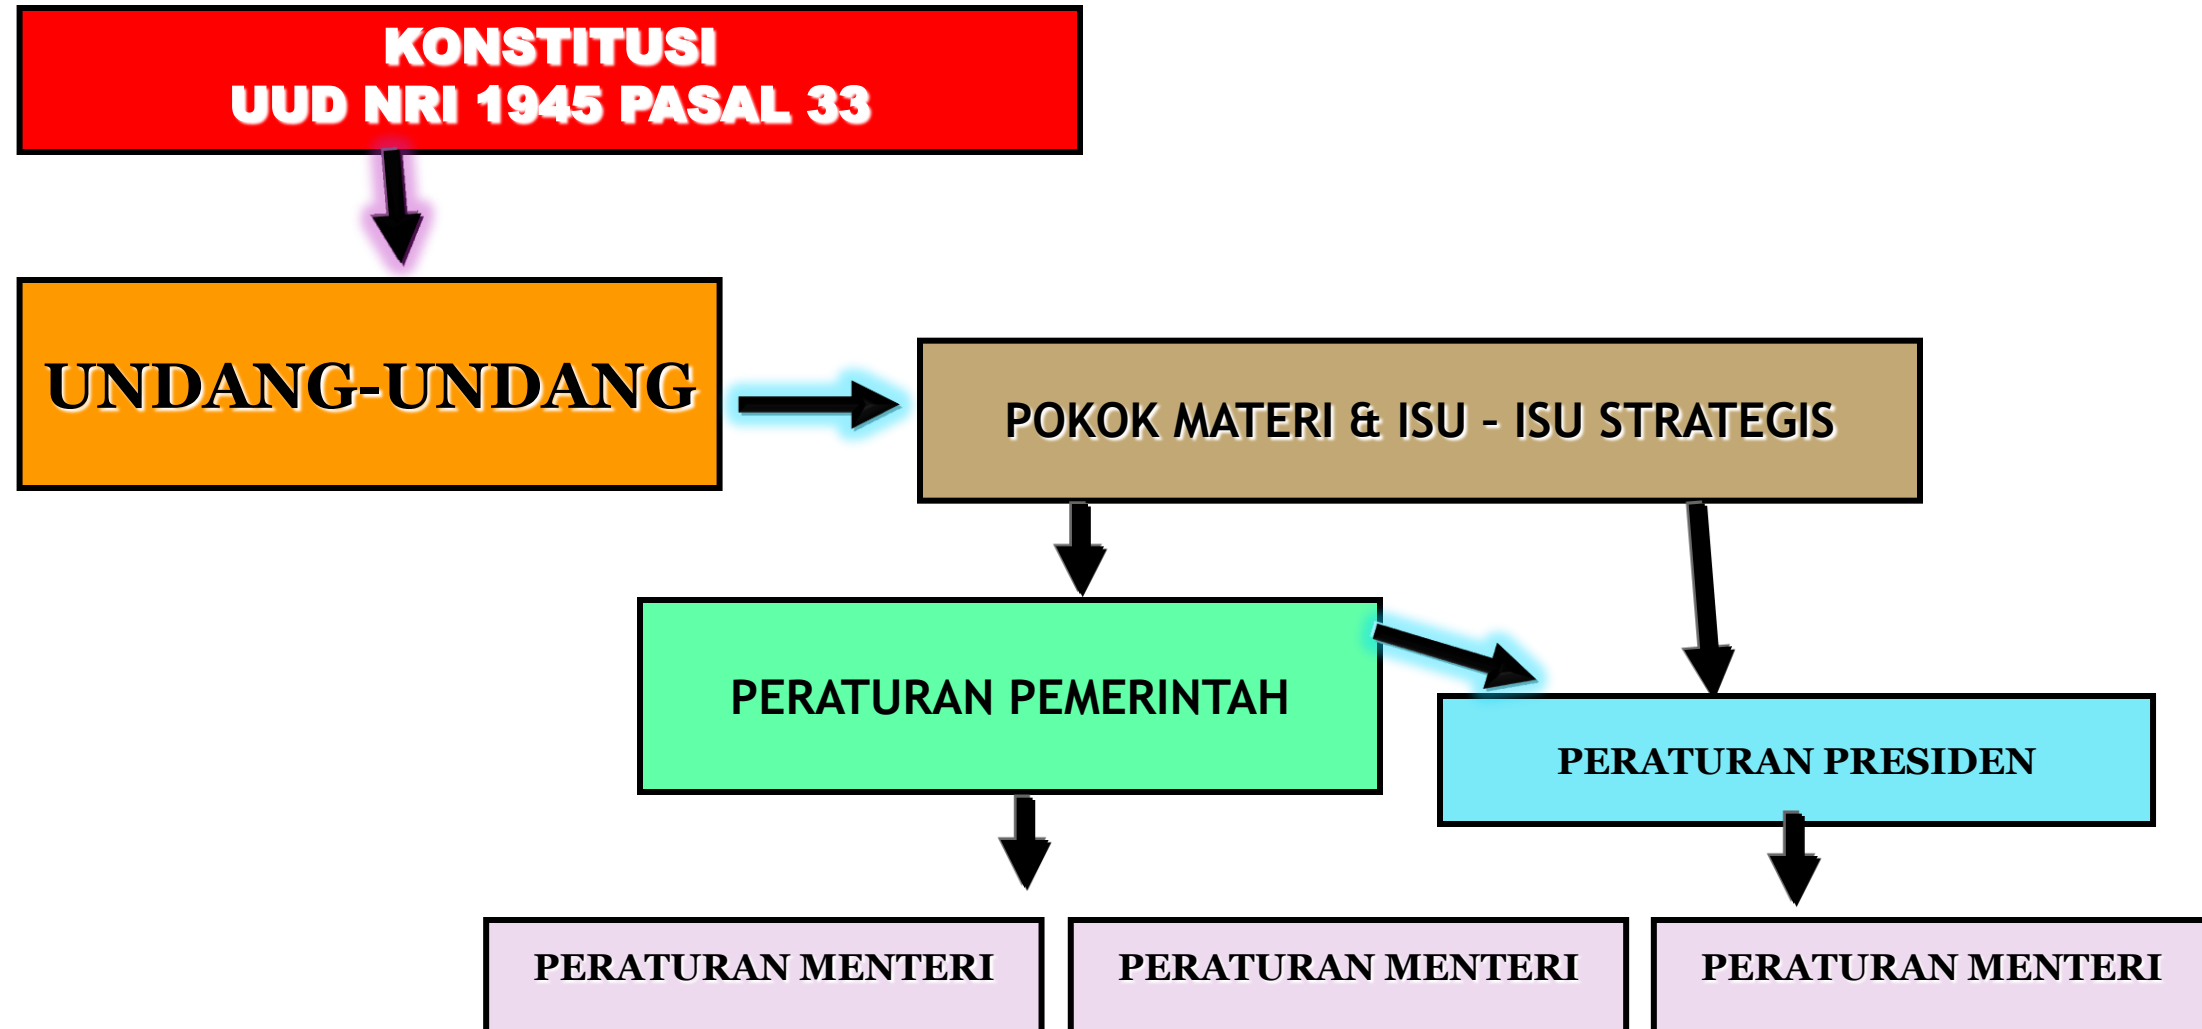 KONSTITUSI
UUD NRI 1945 PASAL 33
UNDANG-UNDANG
POKOK MATERI & ISU – ISU STRATEGIS
PERATURAN PEMERINTAH
PERATURAN PRESIDEN
PERATURAN MENTERI
PERATURAN MENTERI
PERATURAN MENTERI